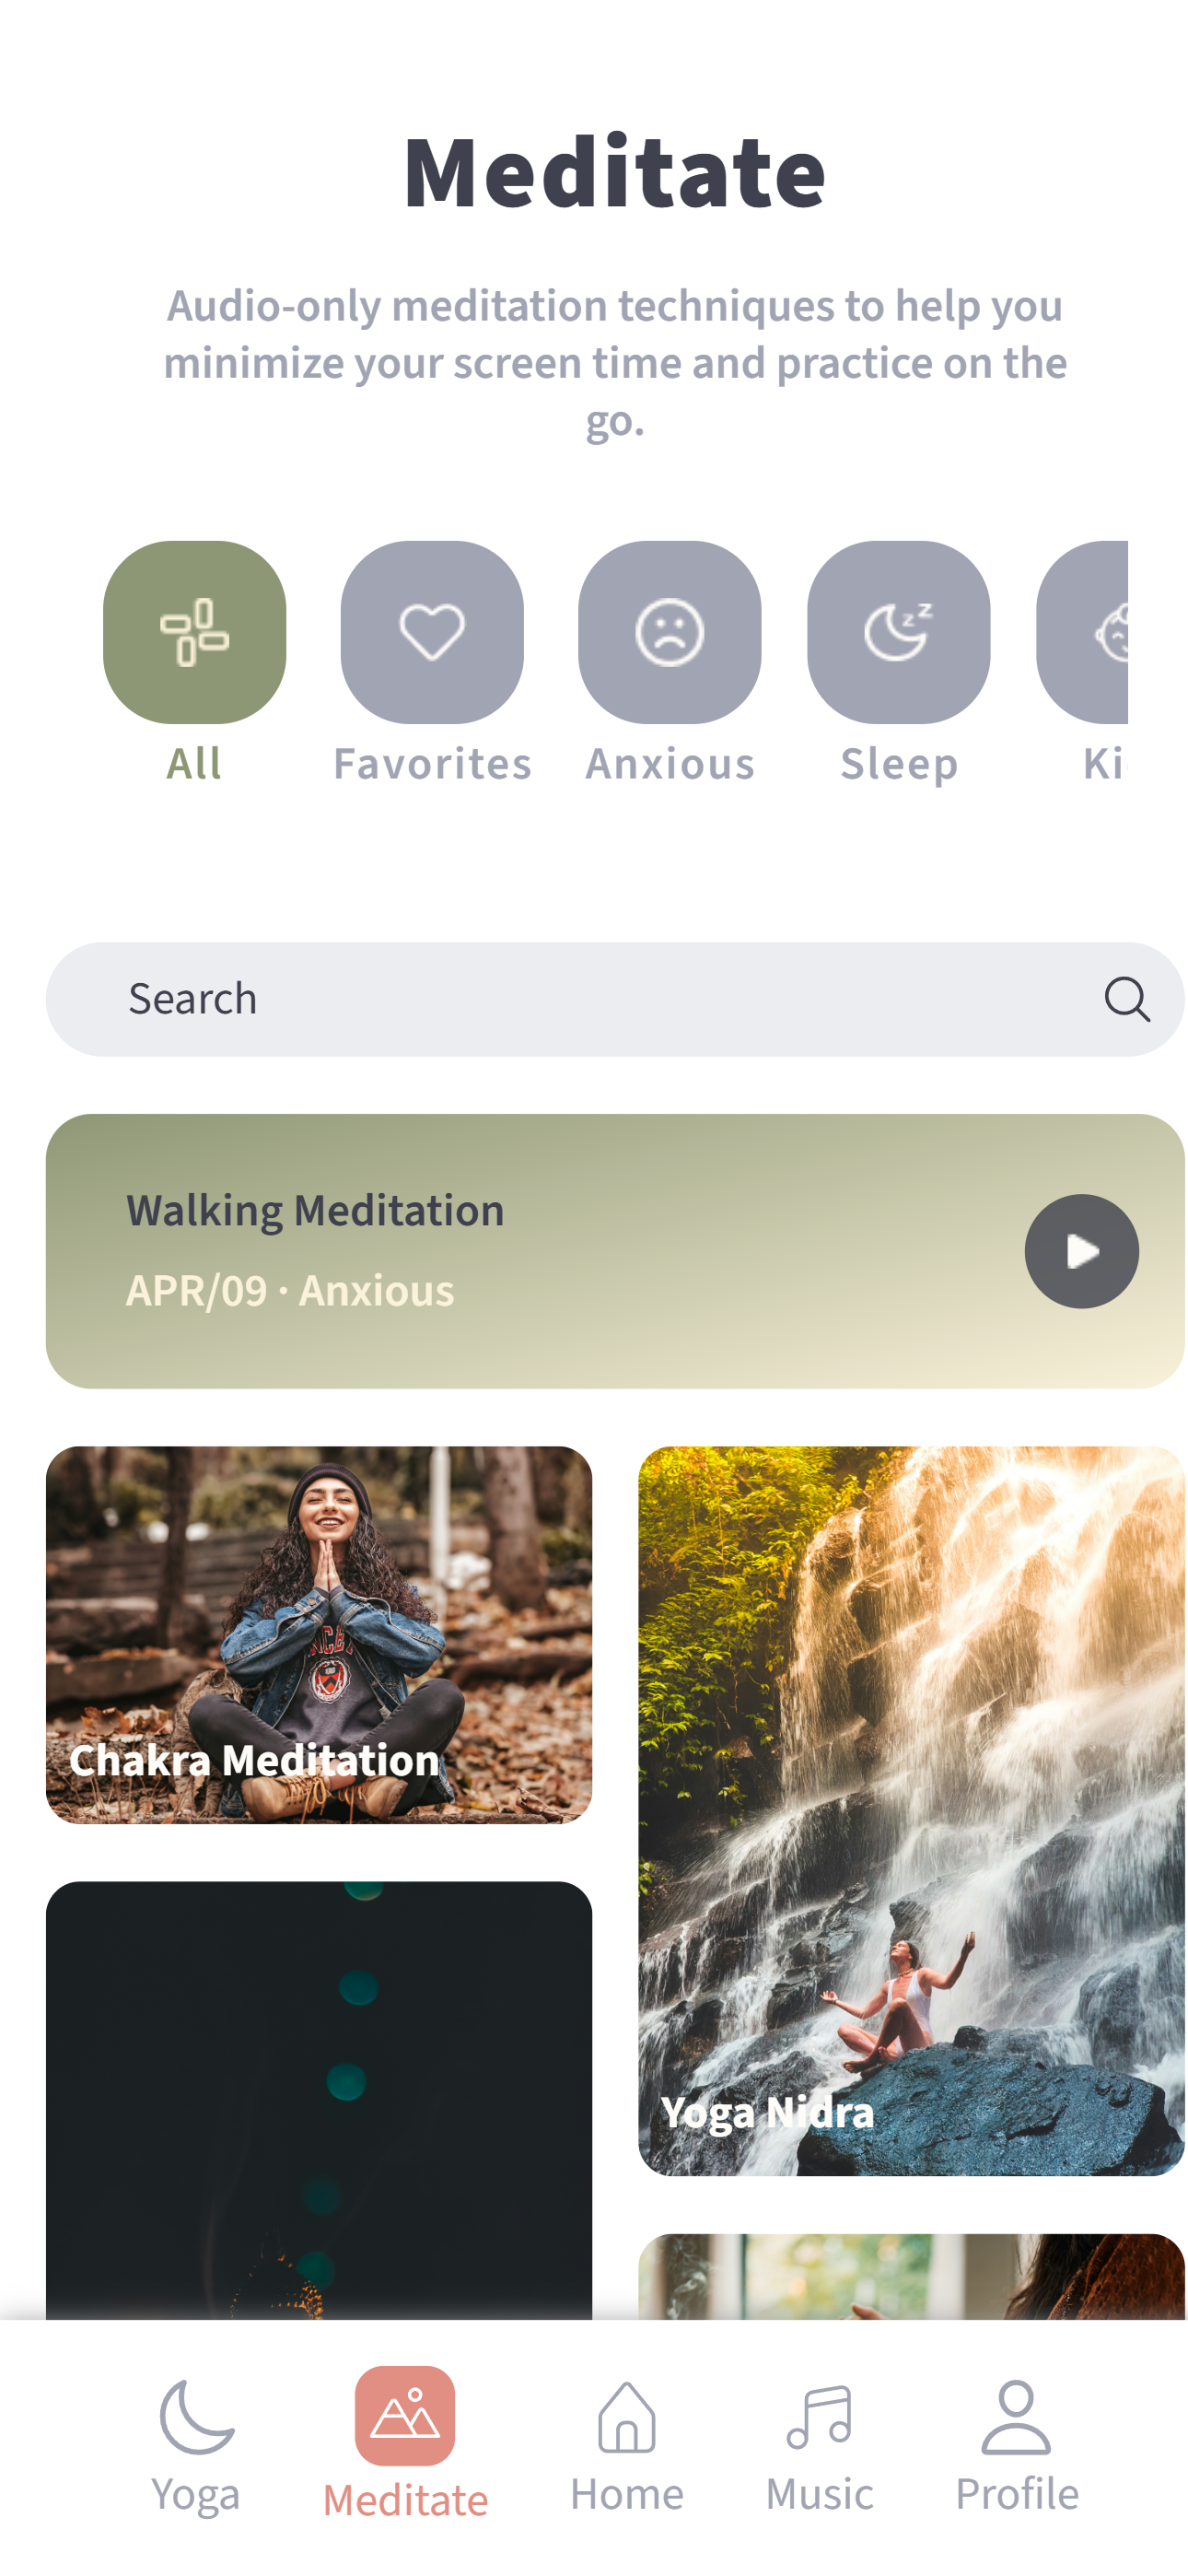 Meditate
Audio-only meditation techniques to help you
minimize your screen time and practice on the
go.
All
Favorites
Anxious
Sleep
Ki
Search
Walking Meditation
APR/09 · Anxious
Chakra Meditation
Yoga Nidra
Yoga
Meditate
Home
Music
Profile